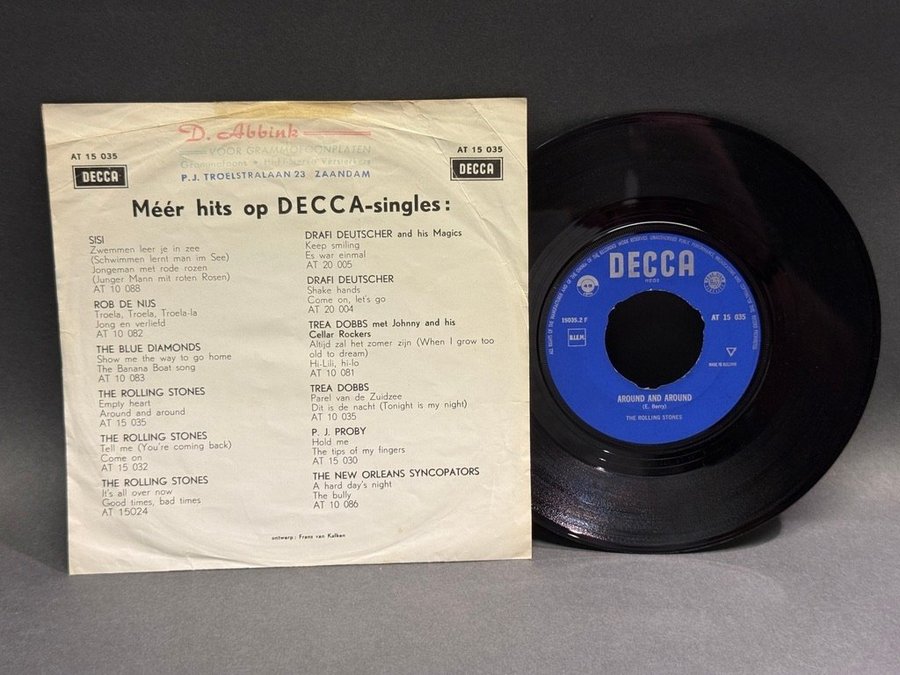 D. Abbink
VOOR GRAMMOFOONPLATEN
P.J. TROELSTRALAAN 23 ZAANDAM
AT 15 035
DECCA
AT 15 035
DECCA
Méér hits op DECCA-singles:
SISI
Zwemmen leer je in zee
(Schwimmen lernt man im See)
Jongeman met rode rozen
(Junger Mann mit roten Rosen)
AT 10 088
ROB DE NIJS
Troela, Troela, Troela-la
Jong en verliefd
AT 10 082
THE BLUE DIAMONDS
Show me the way to go home
The Banana Boat song
AT 10 083
THE ROLLING STONES
Empty heart
Around and around
AT 15 035
THE ROLLING STONES
Tell me (You're coming back)
Come on
AT 15 032
THE ROLLING STONES
It's all over now
Good times, bad times
AT 15024
DRAFI DEUTSCHER and his Magics
Keep smiling
Es war einmal
AT 20 005
DRAFI DEUTSCHER
Shake hands
Come on, let's go
AT 20 004
TREA DOBBS met Johnny and his
Cellar Rockers
Altijd zal het zomer zijn (When I grow too
old to dream)
Hi-Lili, hi-lo
AT 10 081
TREA DOBBS
Parel van de Zuidzee
Dit is de nacht (Tonight is my night)
AT 10 035
P. J. PROBY
Hold me
The tips of my fingers
AT 15 030
THE NEW ORLEANS SYNCOPATORS
A hard day's night
The bully
AT 10 086
ontwerp: Frans van Kalken
DECCA
15035.2 F
B.I.E.M.
AT 15 035
MADE IN HOLLAND
AROUND AND AROUND
(E. Berry)
THE ROLLING STONES